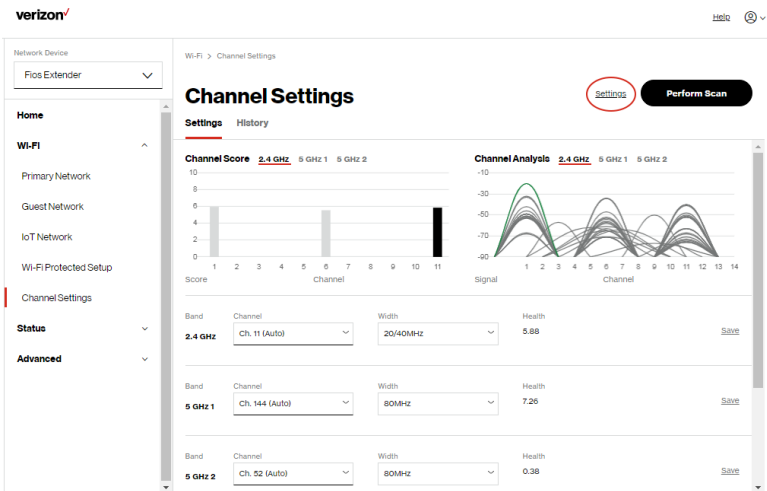 verizon✓
Help
Network Device
Fios Extender
Home
Wi-Fi
Primary Network
Guest Network
IoT Network
Wi-Fi Protected Setup
Channel Settings
Status
Advanced
Wi-Fi > Channel Settings
Channel Settings
Settings
Perform Scan
Settings History
Channel Score 2.4 GHZ 5 GHZ 1 5 GHZ 2
10
8
6
4
2
0
1 2 3 4 5 6 7 8 9 10 11
Score Channel
Channel Analysis 2.4 GHZ 5 GHZ 1 5 GHZ 2
-10
-30
-50
-70
-90
1 2 3 4 5 6 7 8 9 10 11 12 13 14
Signal Channel
Band Channel Width Health
2.4 GHZ Ch. 11 (Auto) 20/40MHz 5.88 Save
Band Channel Width Health
5 GHz 1 Ch. 144 (Auto) 80MHz 7.26 Save
Band Channel Width Health
5 GHz 2 Ch. 52 (Auto) 80MHz 0.38 Save